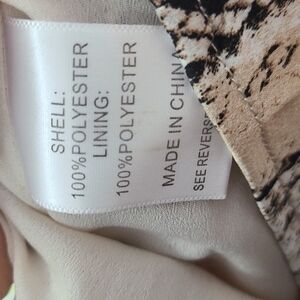 SHELL:
100%POLYESTER
LINING:
100%POLYESTER
MADE IN CHINA
SEE REVERSE